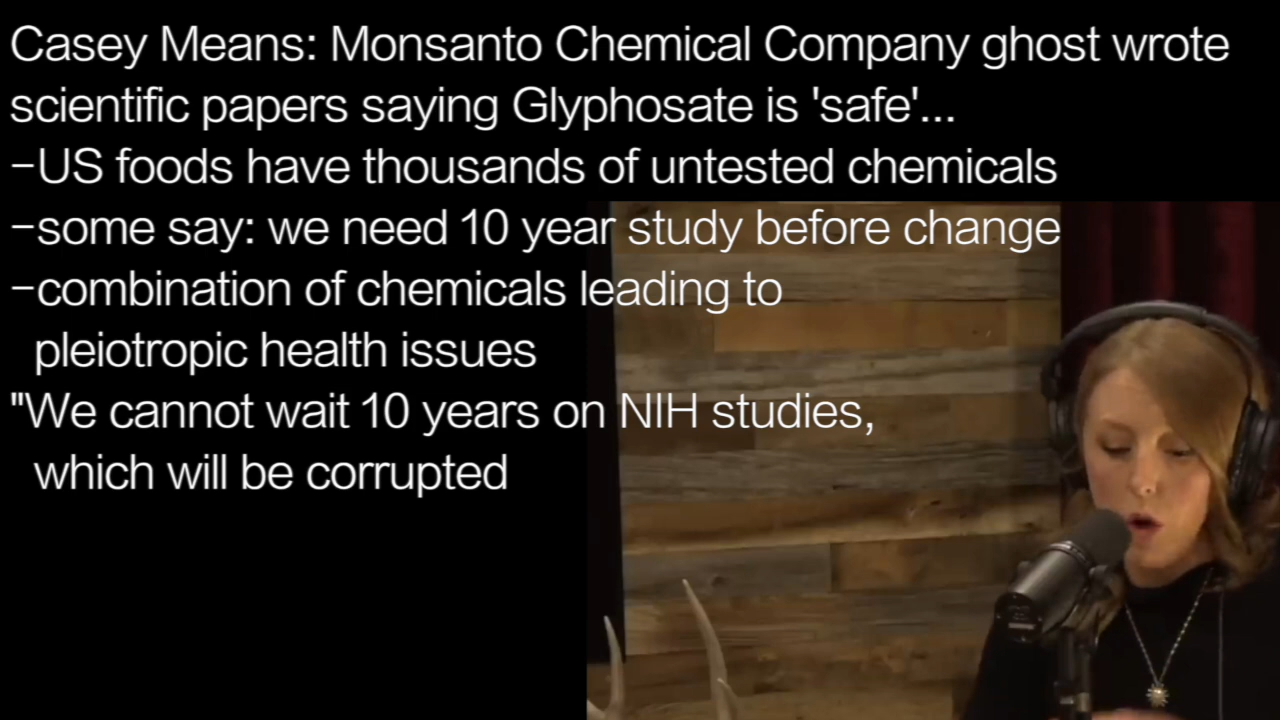 Casey Means: Monsanto Chemical Company ghost wrote
scientific papers saying Glyphosate is 'safe'...
-US foods have thousands of untested chemicals
-some say: we need 10 year study before change
-combination of chemicals leading to
pleiotropic health issues
"We cannot wait 10 years on NIH studies,
which will be corrupted